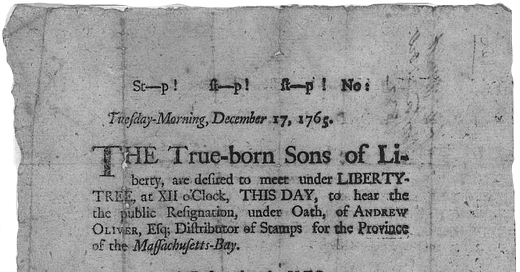 St—p! ſt—p! ſt—p! No:
Tueſday-Morning, December 17, 1765.
THE True-born Sons of Li-
berty, are deſired to meet under LIBERTY-
TREE, at XII o'Clock, THIS DAY, to hear the
the public Reſignation, under Oath, of ANDREW
OLIVER, Eſq; Diſtributor of Stamps for the Province
of the Maſſachuſetts-Bay.